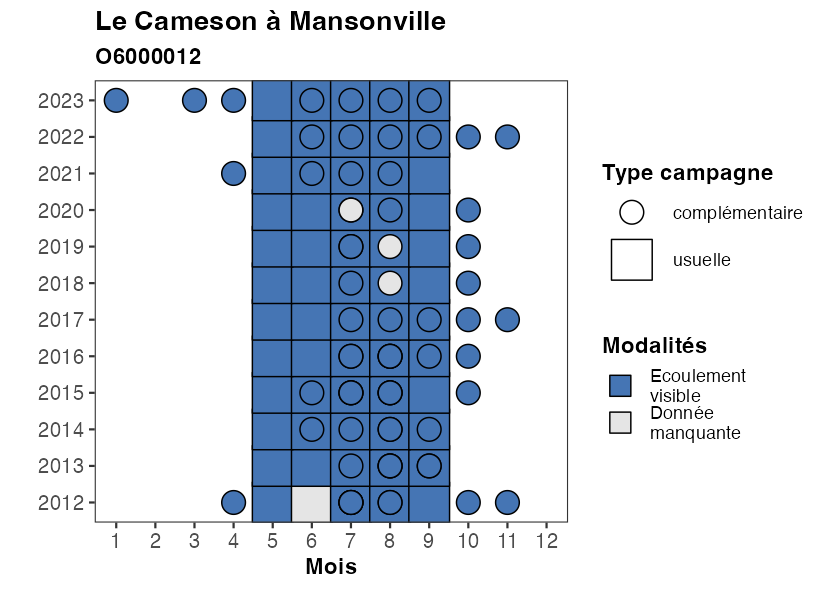 Le Cameson à Mansonville
O6000012
2023
2022
2021
2020
2019
2018
2017
2016
2015
2014
2013
2012
1 2 3 4 5 6 7 8 9 10 11 12
Mois
Type campagne
complémentaire
usuelle
Modalités
Ecoulement
visible
Donnée
manquante